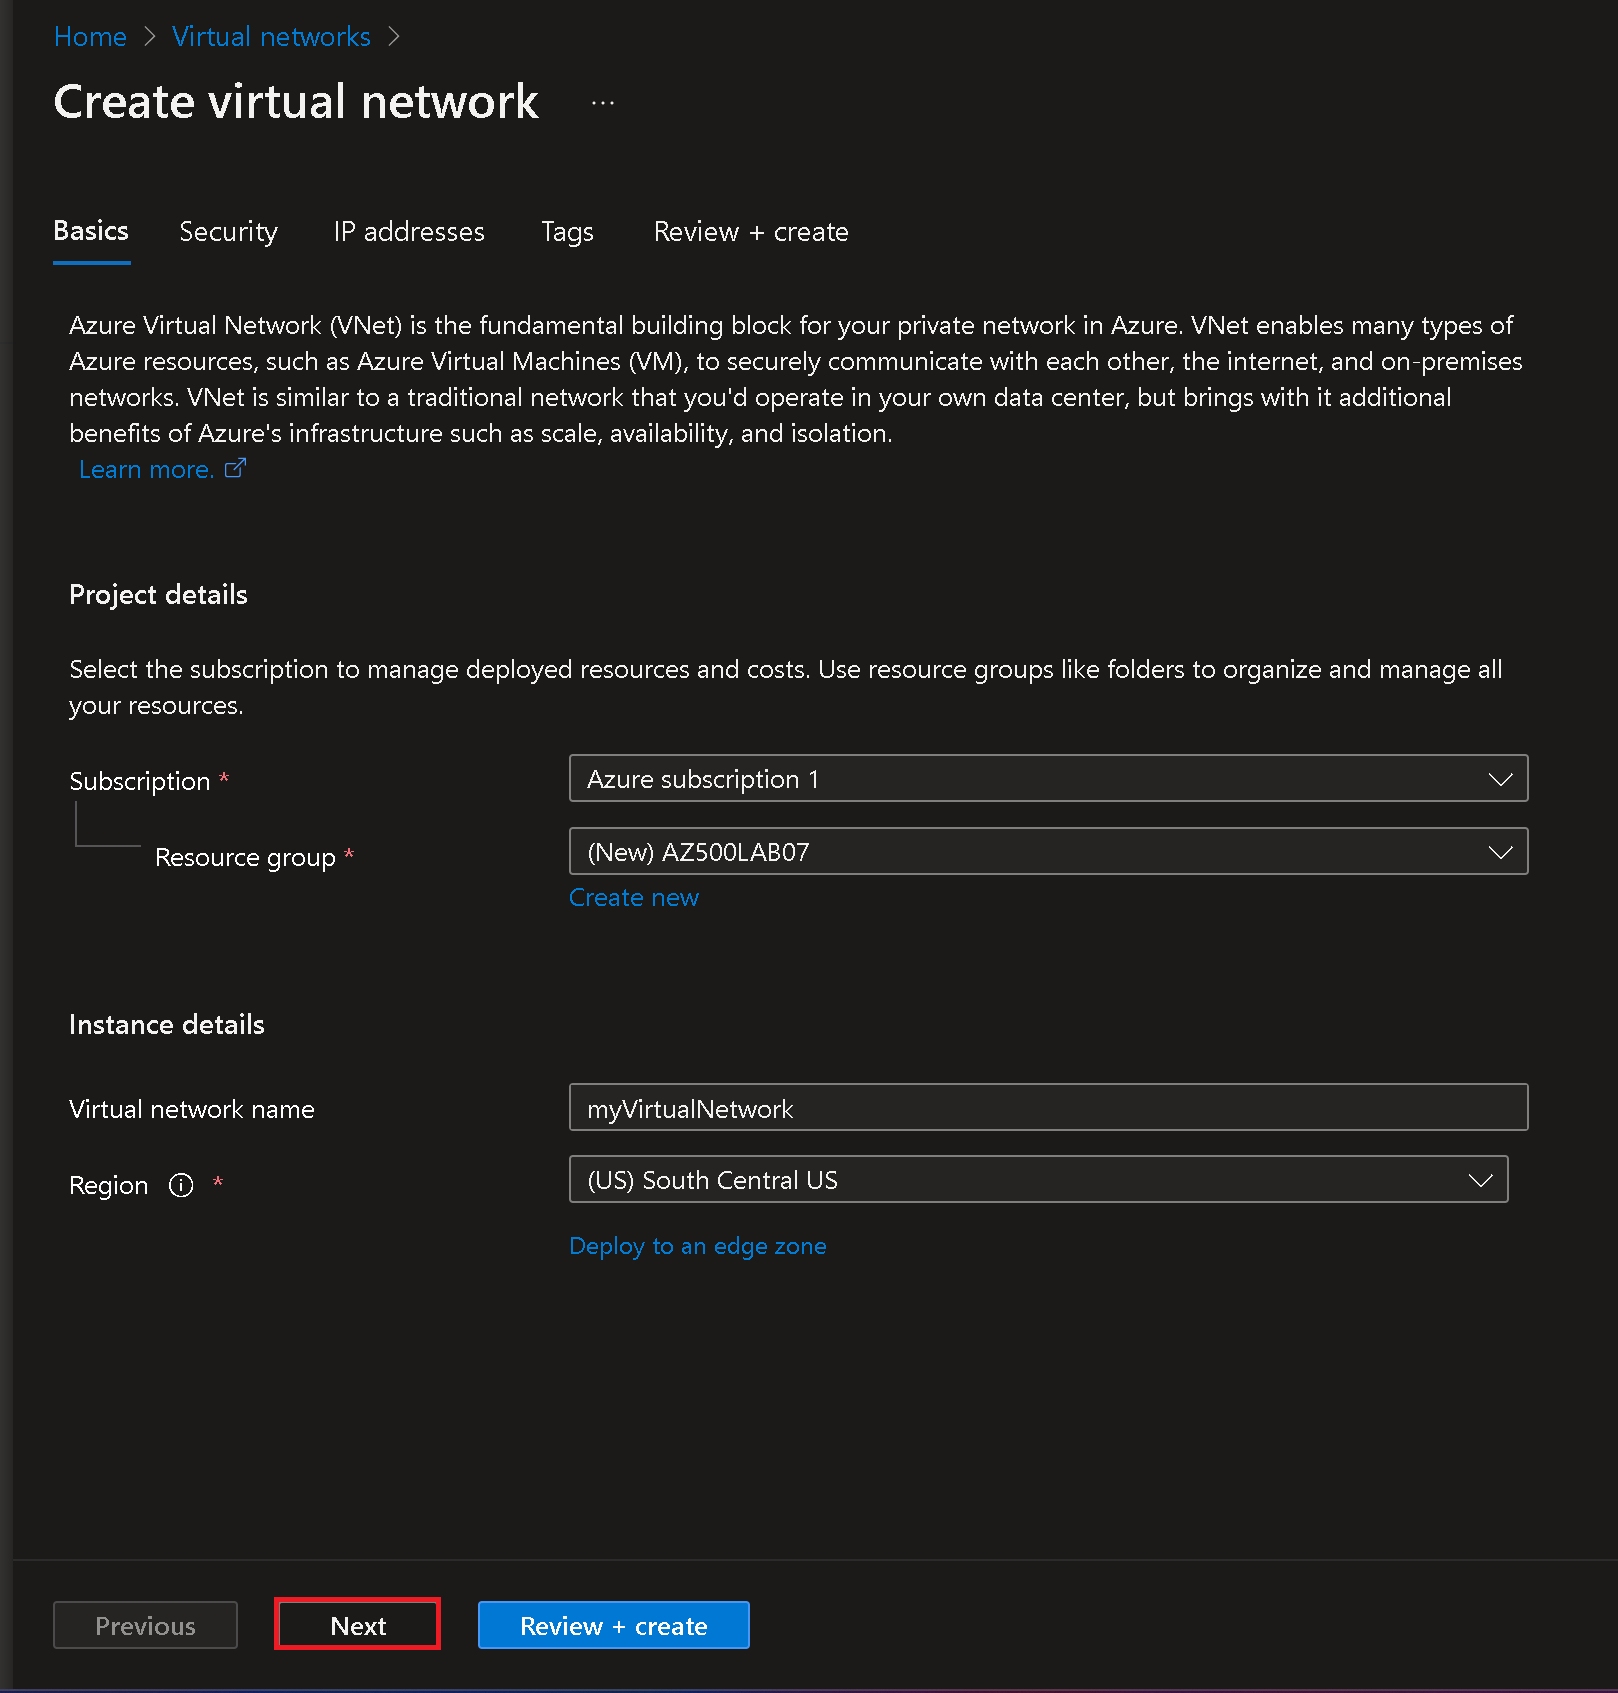 Home > Virtual networks >
Create virtual network ...
Basics Security IP addresses Tags Review + create
Azure Virtual Network (VNet) is the fundamental building block for your private network in Azure. VNet enables many types of
Azure resources, such as Azure Virtual Machines (VM), to securely communicate with each other, the internet, and on-premises
networks. VNet is similar to a traditional network that you'd operate in your own data center, but brings with it additional
benefits of Azure's infrastructure such as scale, availability, and isolation.
Learn more.
Project details
Select the subscription to manage deployed resources and costs. Use resource groups like folders to organize and manage all
your resources.
Subscription * Azure subscription 1
Resource group * (New) AZ500LAB07
Create new
Instance details
Virtual network name myVirtualNetwork
Region * (US) South Central US
Deploy to an edge zone
Previous Next Review + create